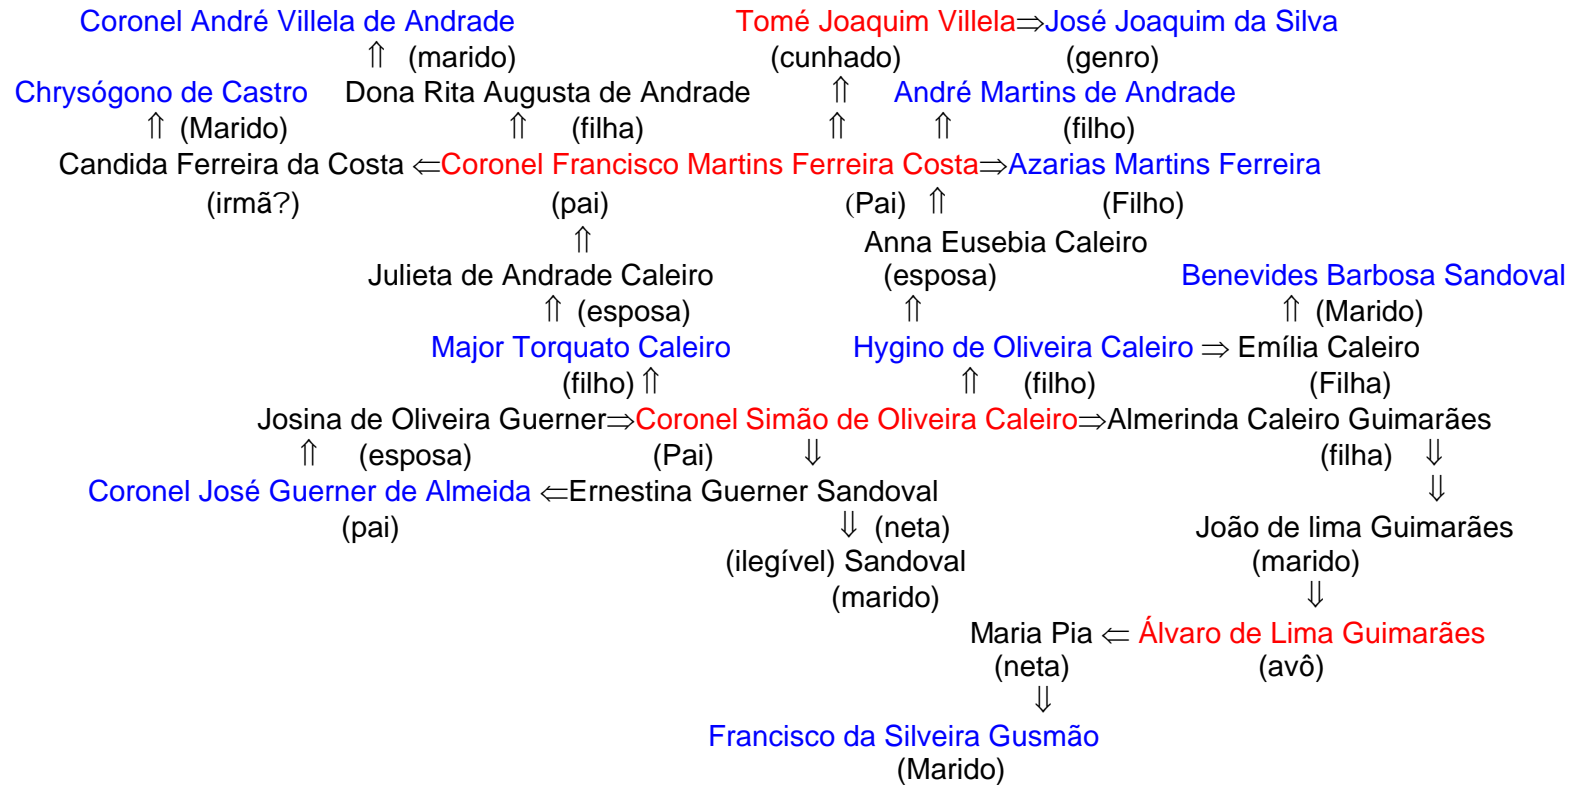 Coronel André Villela de Andrade Tomé Joaquim Villela⇒José Joaquim da Silva
⇑ (marido) (cunhado) (genro)
Chrysógono de Castro Dona Rita Augusta de Andrade ⇑ André Martins de Andrade
⇑ (Marido) ⇑ (filha) ⇑ ⇑ (filho)
Candida Ferreira da Costa ⇐Coronel Francisco Martins Ferreira Costa⇒Azarias Martins Ferreira
(irmã?) (pai) (Pai) ⇑ (Filho)
⇑ Anna Eusebia Caleiro
Julieta de Andrade Caleiro (esposa) Benevides Barbosa Sandoval
⇑ (esposa) ⇑ ⇑ (Marido)
Major Torquato Caleiro Hygino de Oliveira Caleiro ⇒ Emília Caleiro
(filho) ⇑ ⇑ (filho) (Filha)
Josina de Oliveira Guerner⇒Coronel Simão de Oliveira Caleiro⇒Almerinda Caleiro Guimarães
⇑ (esposa) (Pai) ⇓ (filha) ⇓
Coronel José Guerner de Almeida ⇐Ernestina Guerner Sandoval ⇓
(pai) ⇓ (neta) João de lima Guimarães
(ilegível) Sandoval (marido)
(marido) ⇓
Maria Pia ⇐ Álvaro de Lima Guimarães
(neta) (avô)
⇓
Francisco da Silveira Gusmão
(Marido)